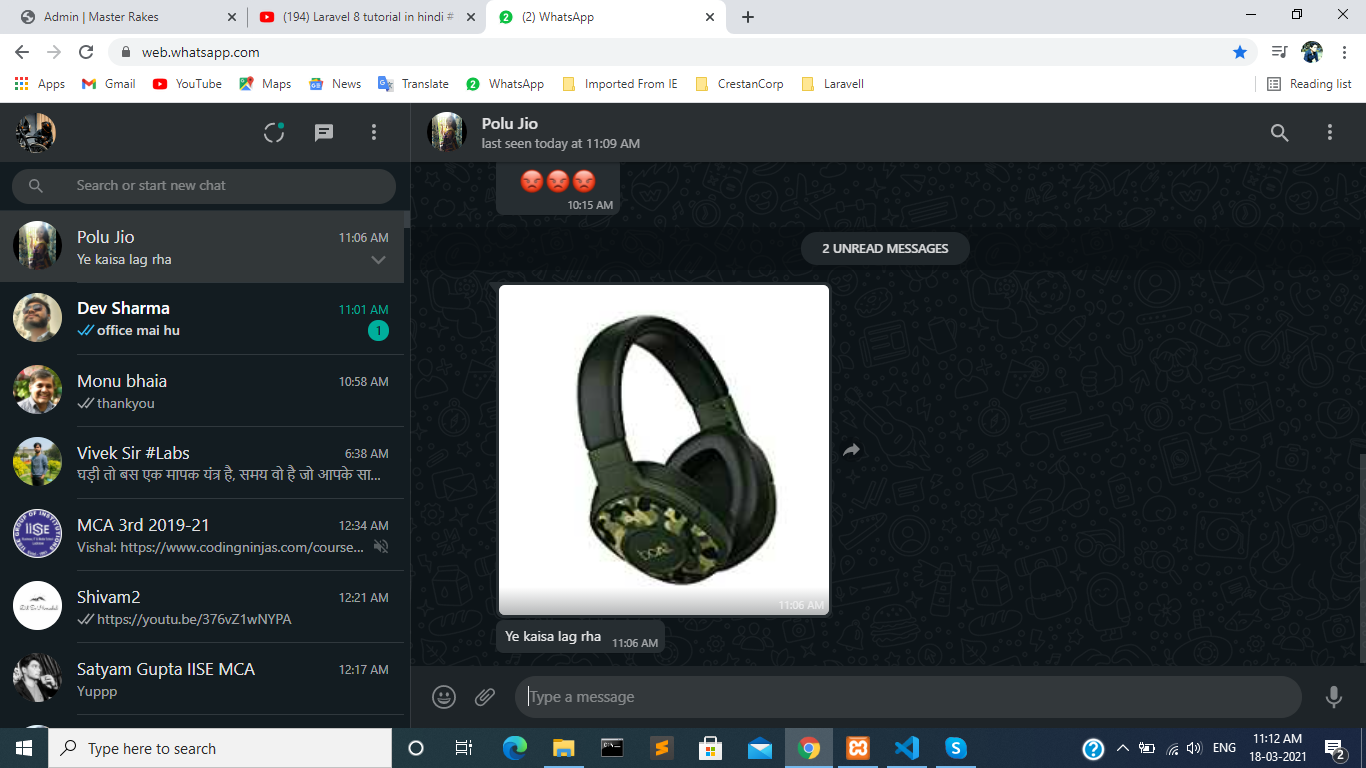 Admin | Master Rakes
(194) Laravel 8 tutorial in hindi #
(2) WhatsApp
web.whatsapp.com
Apps
Gmail
YouTube
Maps
News
Translate
2
WhatsApp
Imported From IE
CrestanCorp
Laravell
Reading list
Search or start new chat
Polu Jio
11:06 AM
Ye kaisa lag rha
Dev Sharma
11:01 AM
office mai hu
1
Monu bhaia
10:58 AM
thankyou
Vivek Sir #Labs
6:38 AM
घड़ी तो बस एक मापक यंत्र है, समय वो है जो आपके सा...
MCA 3rd 2019-21
12:34 AM
Vishal: https://www.codingninjas.com/course...
Shivam2
12:21 AM
https://youtu.be/376vZ1wNYPA
Satyam Gupta IISE MCA
12:17 AM
Yuppp
Polu Jio
last seen today at 11:09 AM
10:15 AM
2 UNREAD MESSAGES
boAt
11:06 AM
Ye kaisa lag rha
11:06 AM
Type a message
Type here to search
ENG
11:12 AM
18-03-2021
2